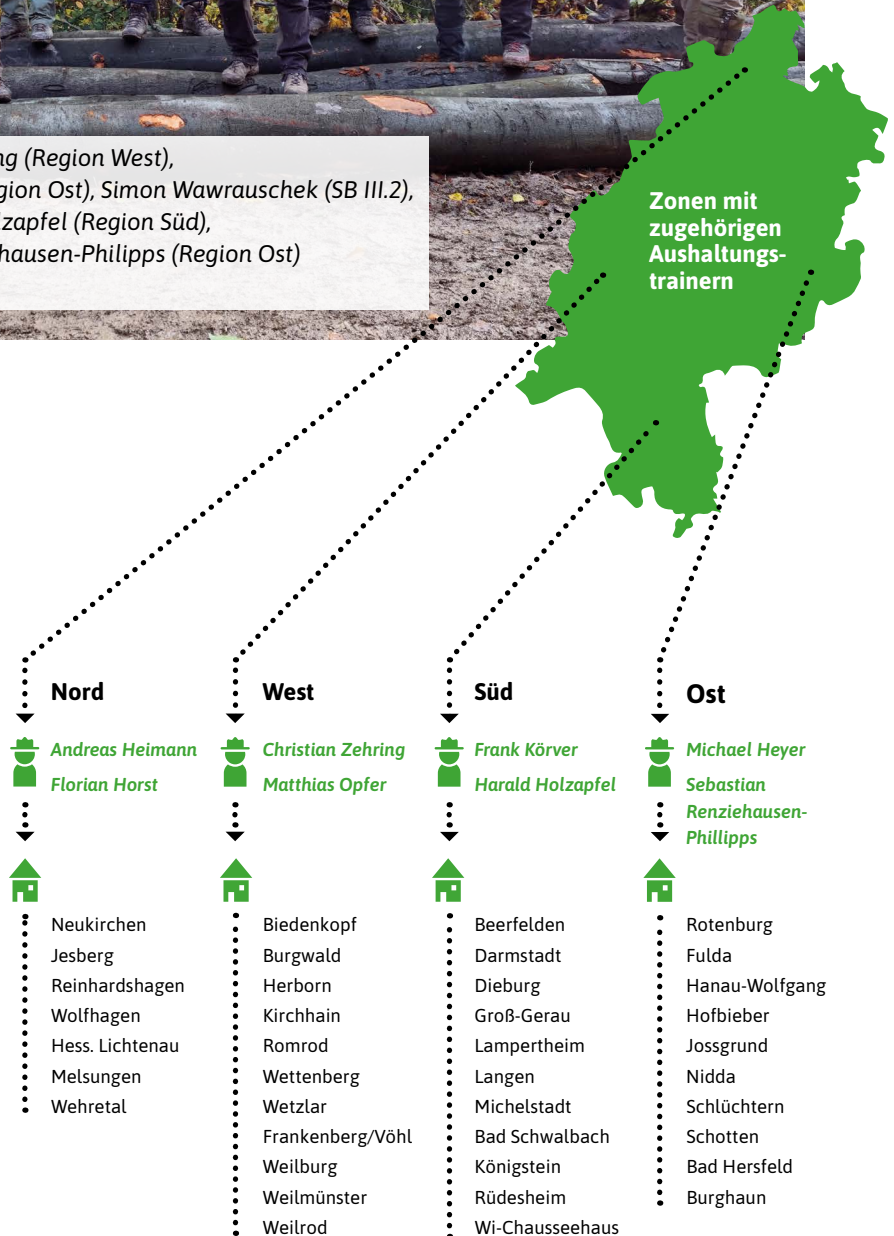 (Region West),
Ost), Simon Wawrauschek (SB III.2),
(Region Süd),
(Region Ost)
Zonen mit
zugehörigen
Aushaltungs-
trainern
Nord
Andreas Heimann
Florian Horst
Neukirchen
Jesberg
Reinhardshagen
Wolfhagen
Hess. Lichtenau
Melsungen
Wehretal
West
Christian Zehring
Matthias Opfer
Biedenkopf
Burgwald
Herborn
Kirchhain
Romrod
Wettenberg
Wetzlar
Frankenberg/Vöhl
Weilburg
Weilmünster
Weilrod
Süd
Frank Körver
Harald Holzapfel
Beerfelden
Darmstadt
Dieburg
Groß-Gerau
Lampertheim
Langen
Michelstadt
Bad Schwalbach
Königstein
Rüdesheim
Wi-Chausseehaus
Ost
Michael Heyer
Sebastian
Renziehausen-
Phillipps
Rotenburg
Fulda
Hanau-Wolfgang
Hofbieber
Jossgrund
Nidda
Schlüchtern
Schotten
Bad Hersfeld
Burghaun